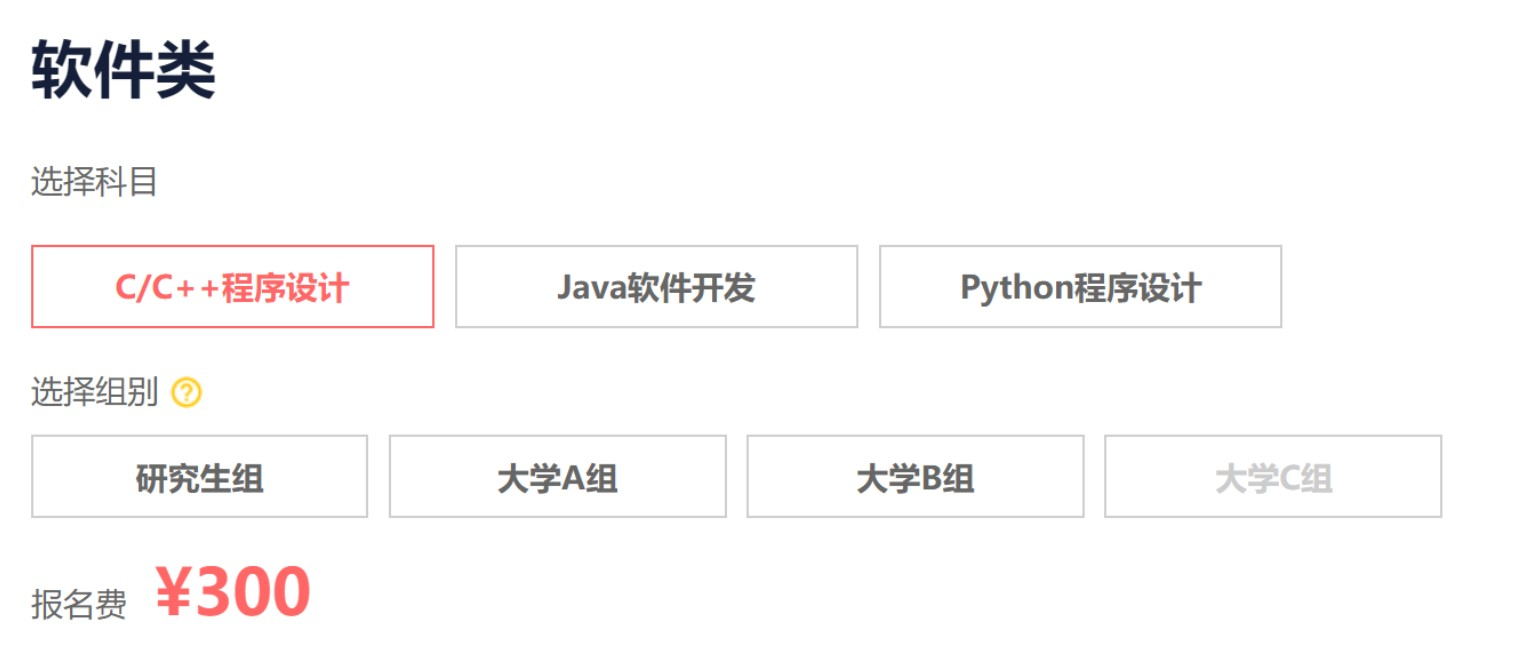 软件类
选择科目
C/C++程序设计 Java软件开发 Python程序设计
选择组别 ?
研究生组 大学A组 大学B组 大学C组
报名费 ¥300